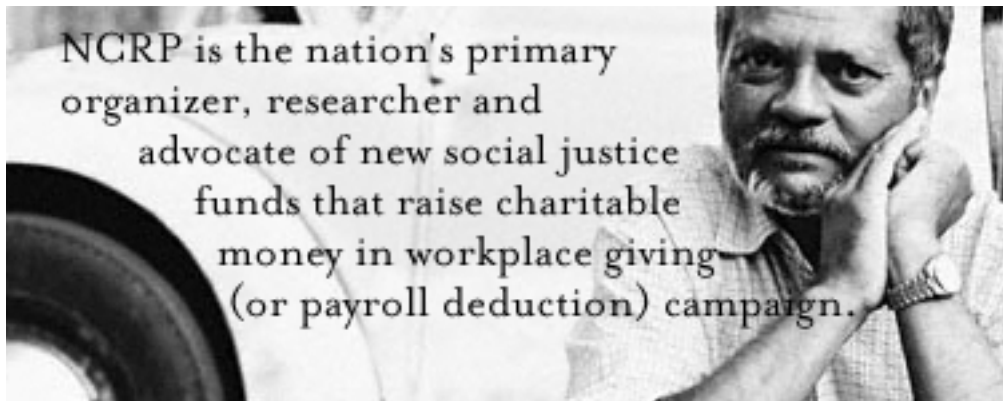 NCRP is the nation's primary
organizer, researcher and
advocate of new social justice
funds that raise charitable
money in workplace giving
(or payroll deduction) campaign.